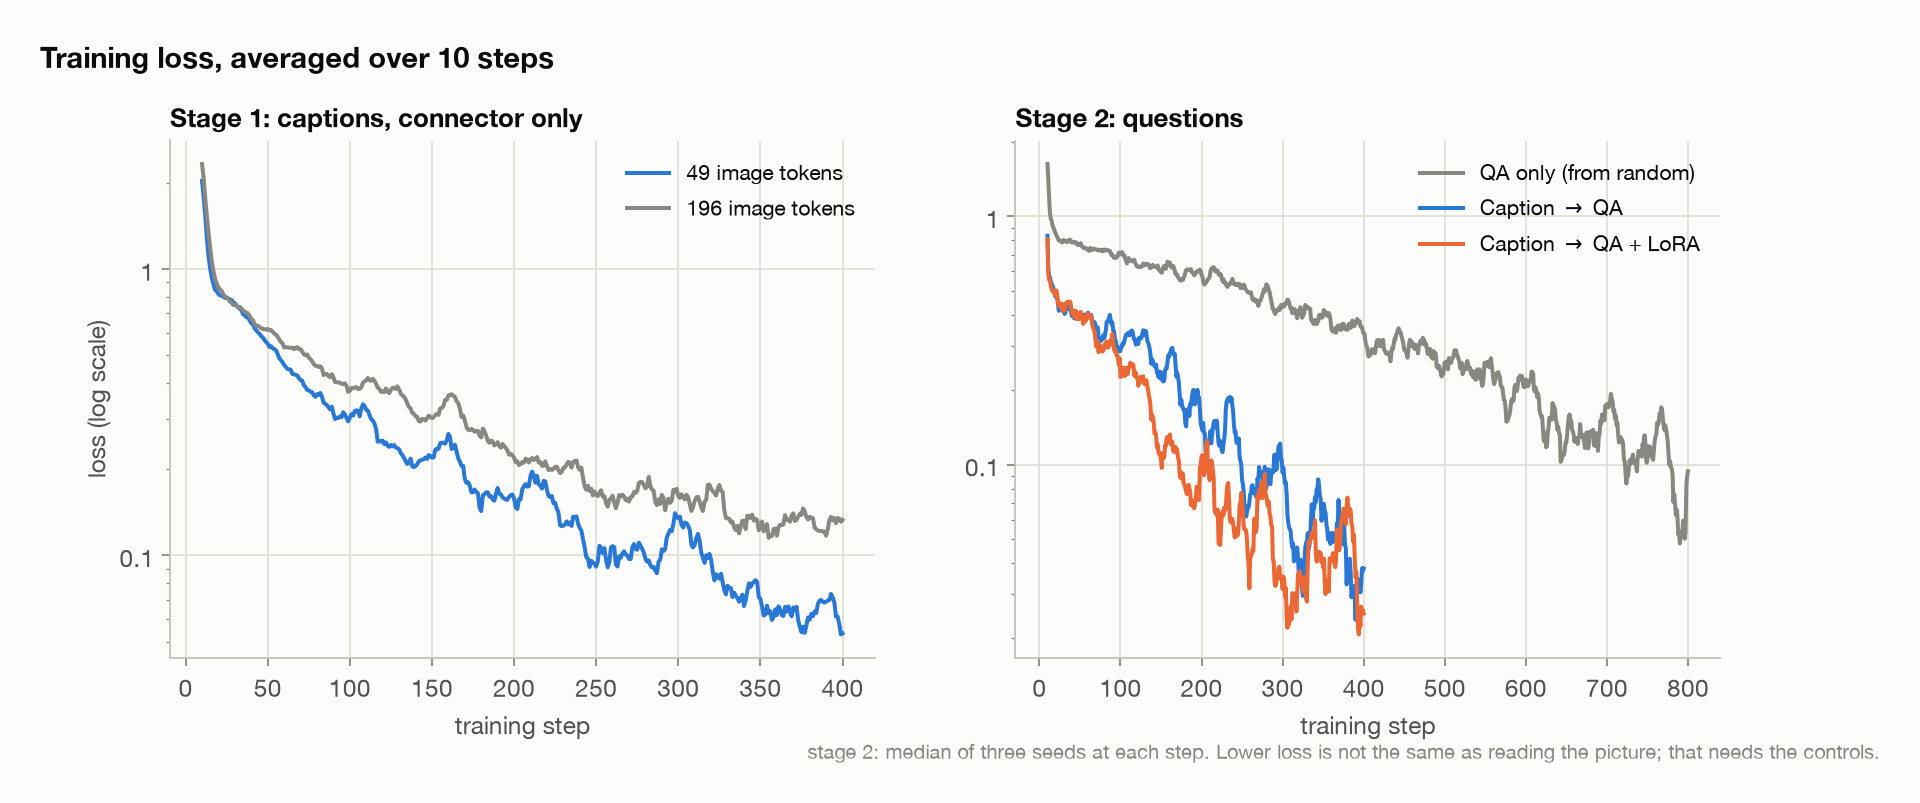 Training loss, averaged over 10 steps
Stage 1: captions, connector only
49 image tokens
196 image tokens
1
0.1
loss (log scale)
0 50 100 150 200 250 300 350 400
training step
Stage 2: questions
QA only (from random)
Caption → QA
Caption → QA + LoRA
1
0.1
0 100 200 300 400 500 600 700 800
training step
stage 2: median of three seeds at each step. Lower loss is not the same as reading the picture; that needs the controls.